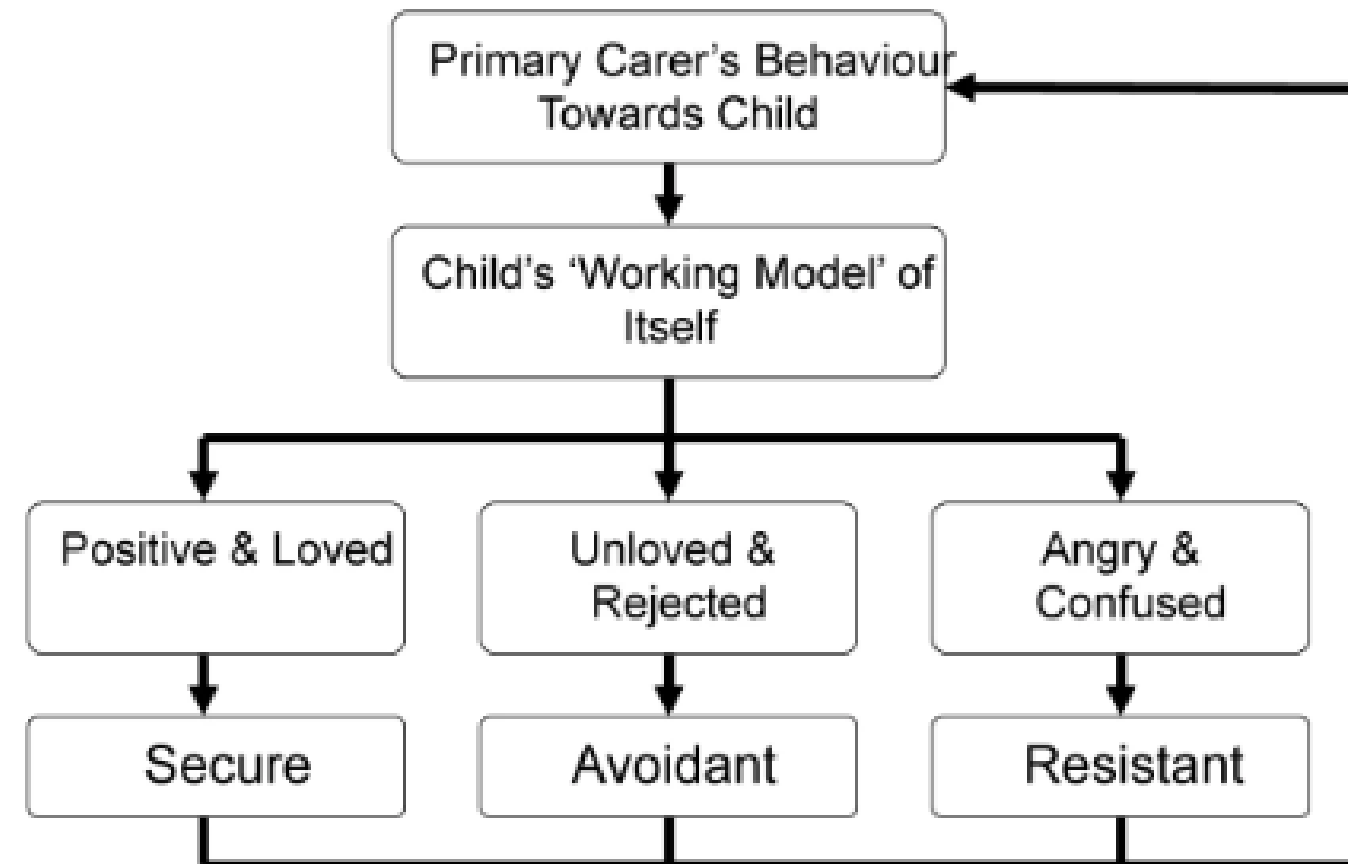 Primary Carer’s Behaviour
Towards Child
Child’s ‘Working Model’ of
Itself
Positive & Loved
Unloved &
Rejected
Angry &
Confused
Secure
Avoidant
Resistant